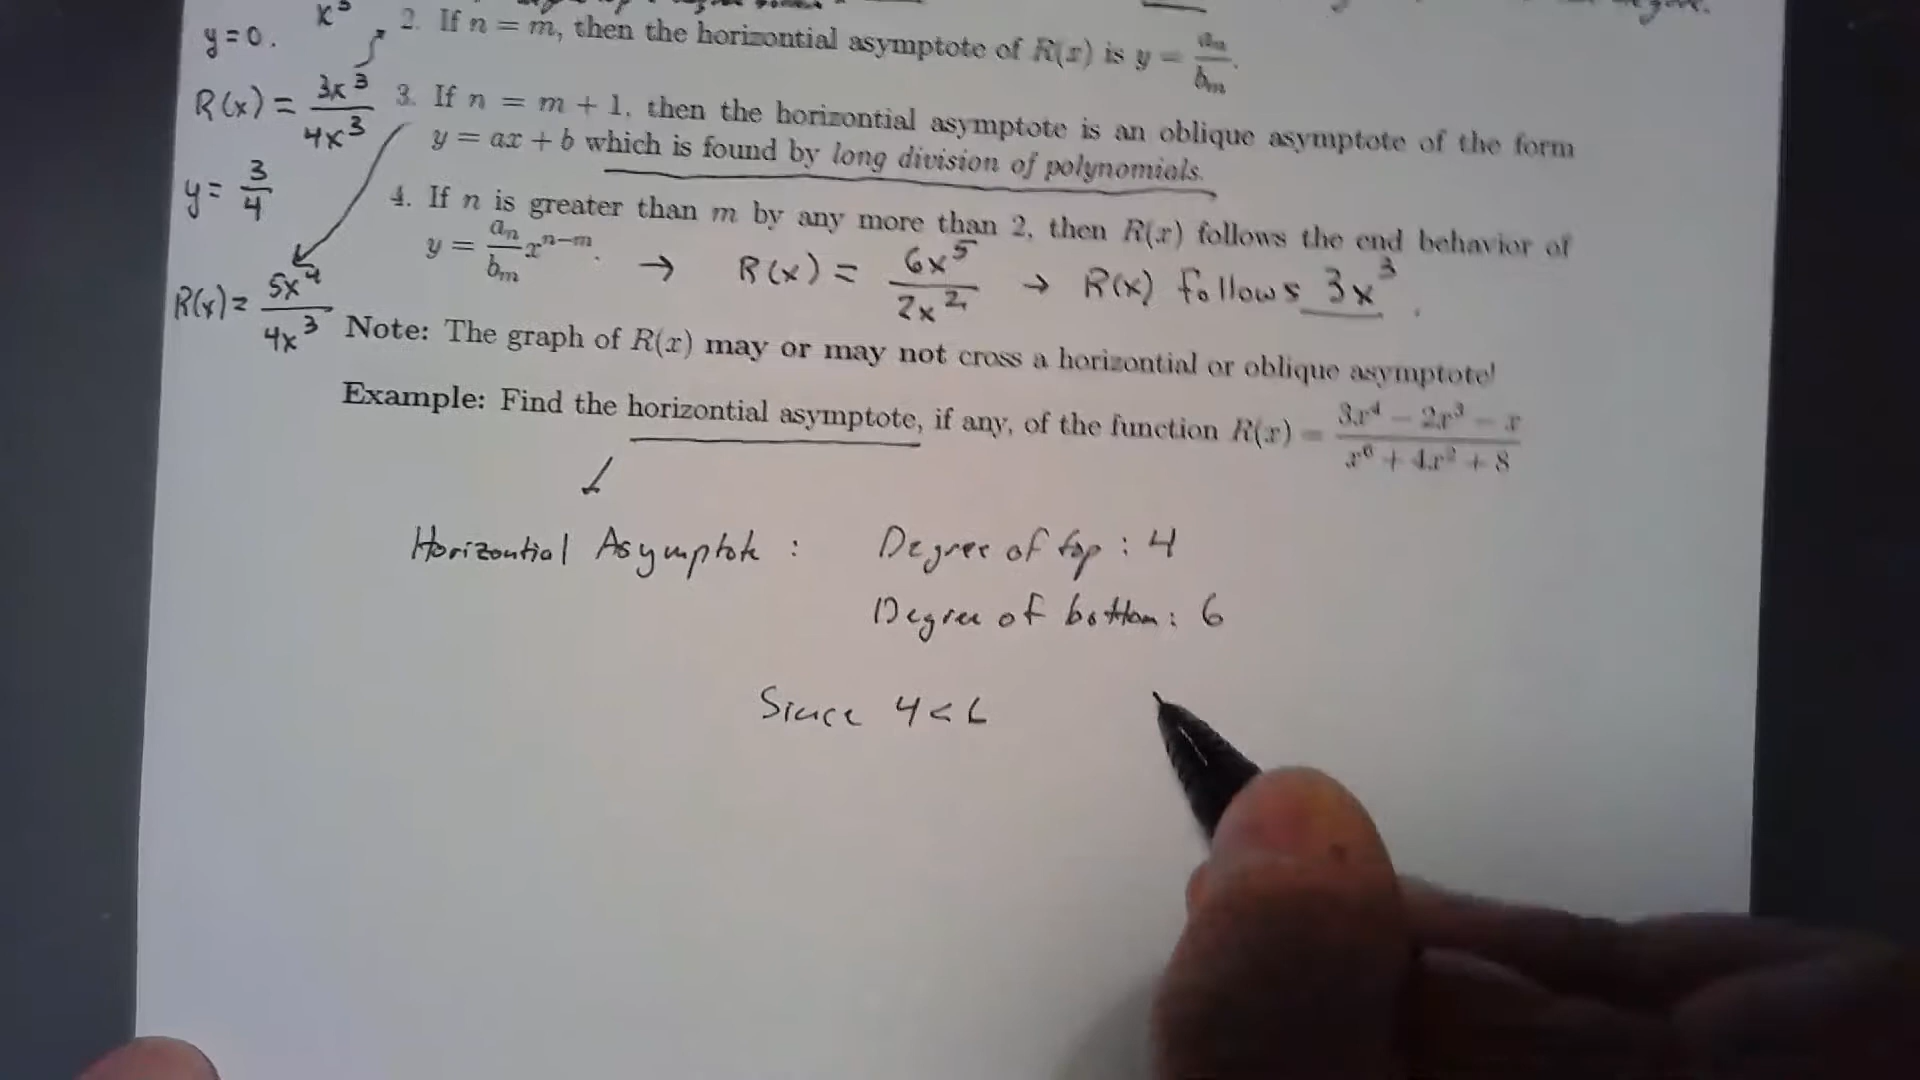 y=0.
x³
2. If n = m, then the horizontial asymptote of R(x) is y = aₙ/bₘ.
R(x) = 3x³/4x³
3. If n = m + 1, then the horizontial asymptote is an oblique asymptote of the form
y = ax + b which is found by long division of polynomials.
y = 3/4
4. If n is greater than m by any more than 2, then R(x) follows the end behavior of
y = aₙ/bₘ xⁿ⁻ᵐ. → R(x) = 6x⁵/2x² → R(x) follows 3x³.
R(x) = 5x⁴/4x³
Note: The graph of R(x) may or may not cross a horizontial or oblique asymptote!
Example: Find the horizontial asymptote, if any, of the function R(x) = 3x⁴ − 2x³ − x / x⁶ + 4x² + 8
Horizontial Asymptote : Degree of top : 4
Degree of bottom : 6
Since 4 < 6